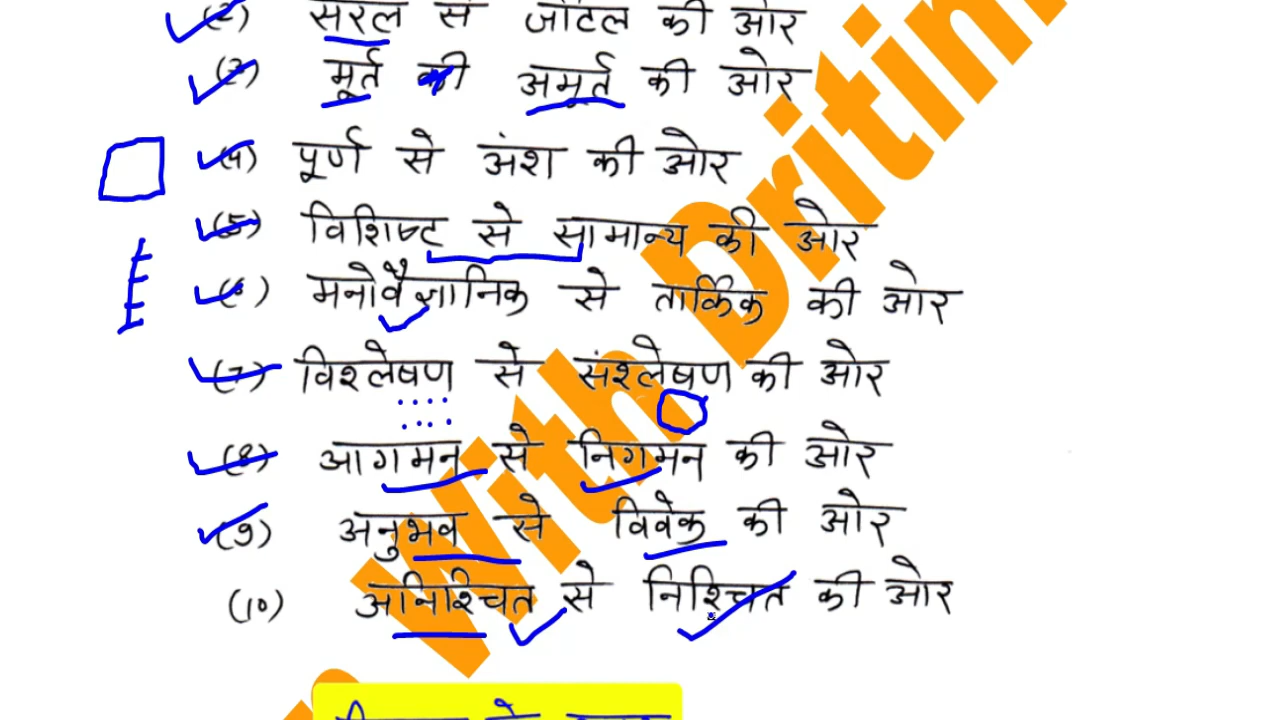 (2) सरल से जटिल की ओर
(3) मूर्त की अमूर्त की ओर
(4) पूर्ण से अंश की ओर
(5) विशिष्ट से सामान्य की ओर
(6) मनोवैज्ञानिक से तार्किक की ओर
(7) विश्लेषण से संश्लेषण की ओर
(8) आगमन से निगमन की ओर
(9) अनुभव से विवेक की ओर
(10) अनिश्चित से निश्चित की ओर
With Dritim